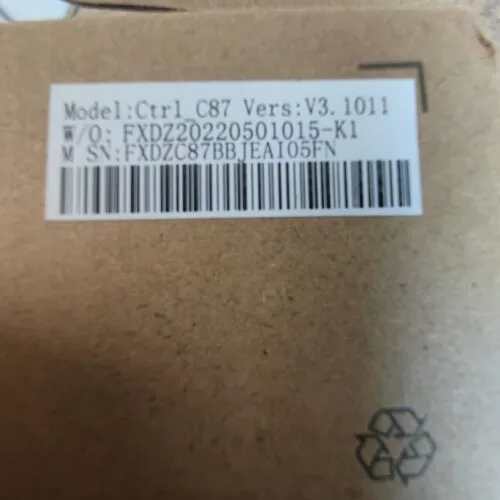 Model:Ctrl_C87 Vers:V3.1011
W/O: FXDZ20220501015-K1
M SN:FXDZC87BBJEAI05FN